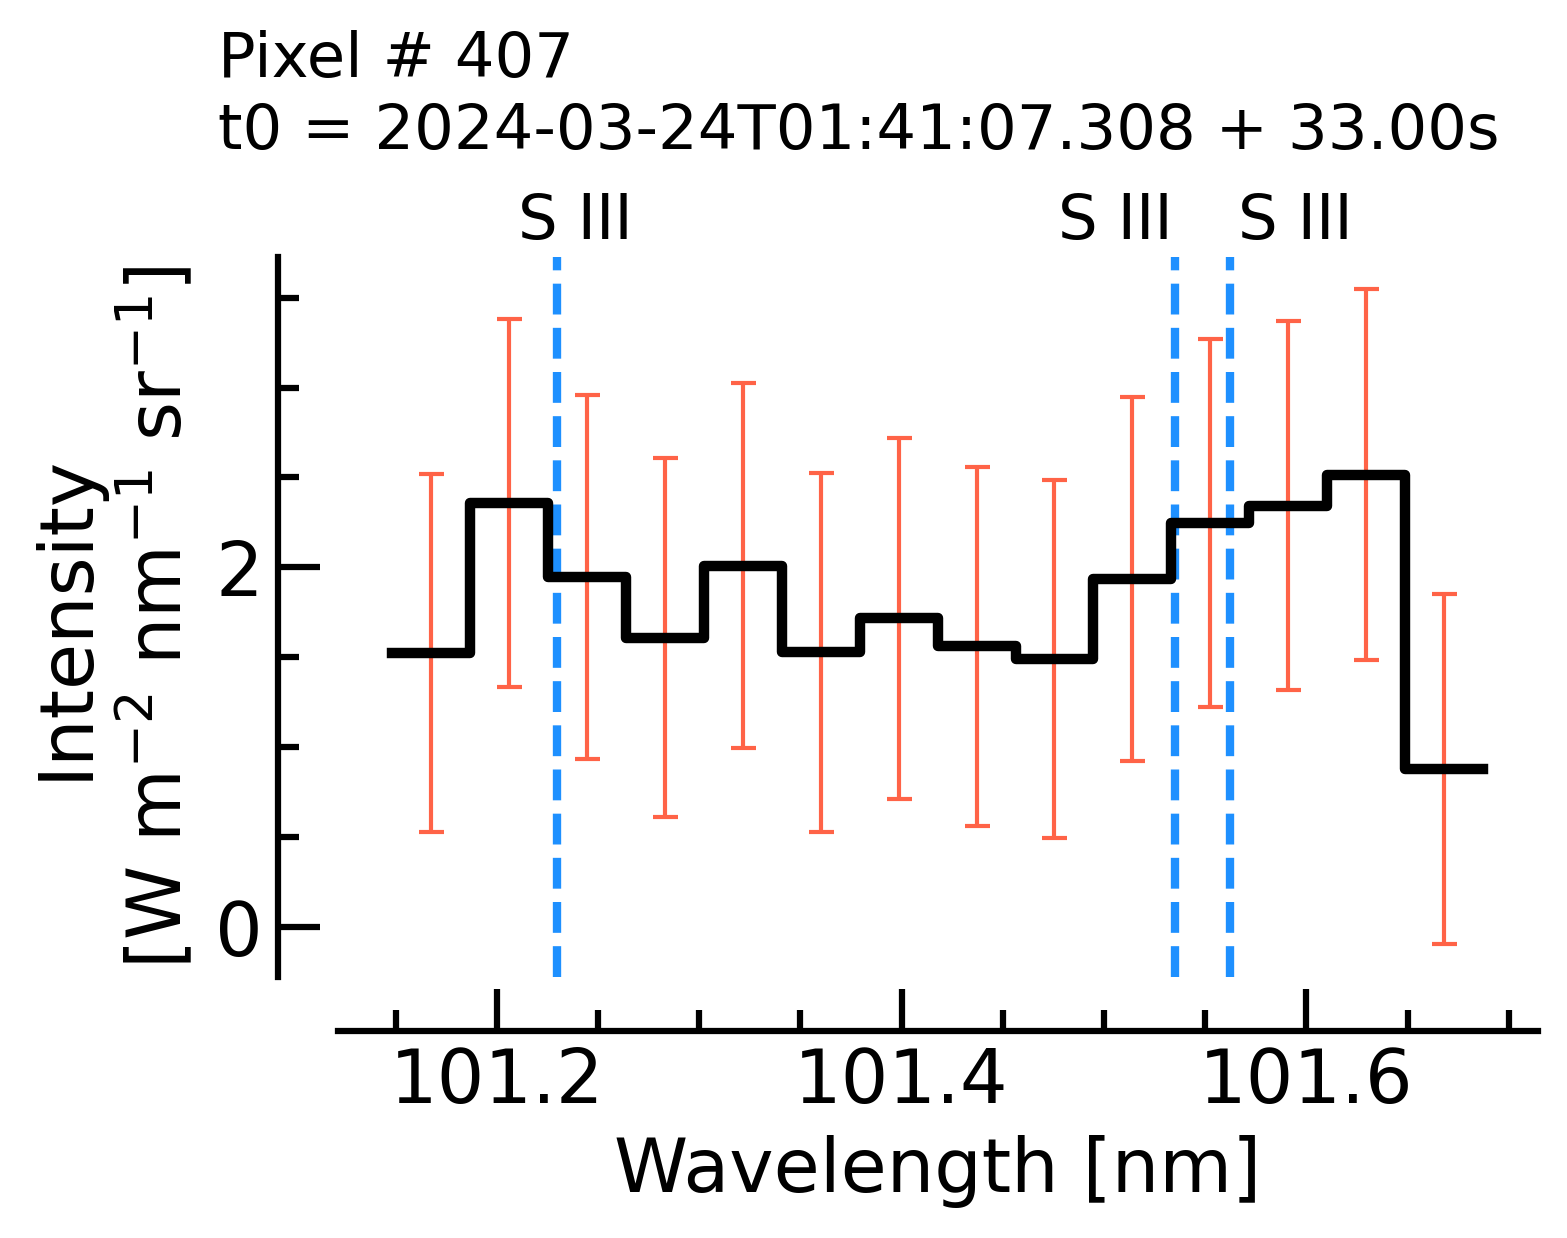 Pixel # 407
t0 = 2024-03-24T01:41:07.308 + 33.00s
S III S III S III
Intensity
[W m⁻² nm⁻¹ sr⁻¹]
2
0
101.2 101.4 101.6
Wavelength [nm]